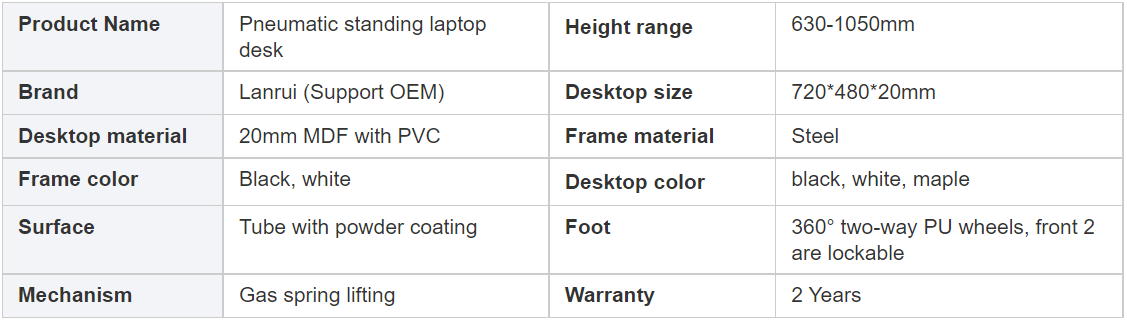 Product Name Pneumatic standing laptop desk Height range 630-1050mm
Brand Lanrui (Support OEM) Desktop size 720*480*20mm
Desktop material 20mm MDF with PVC Frame material Steel
Frame color Black, white Desktop color black, white, maple
Surface Tube with powder coating Foot 360° two-way PU wheels, front 2 are lockable
Mechanism Gas spring lifting Warranty 2 Years